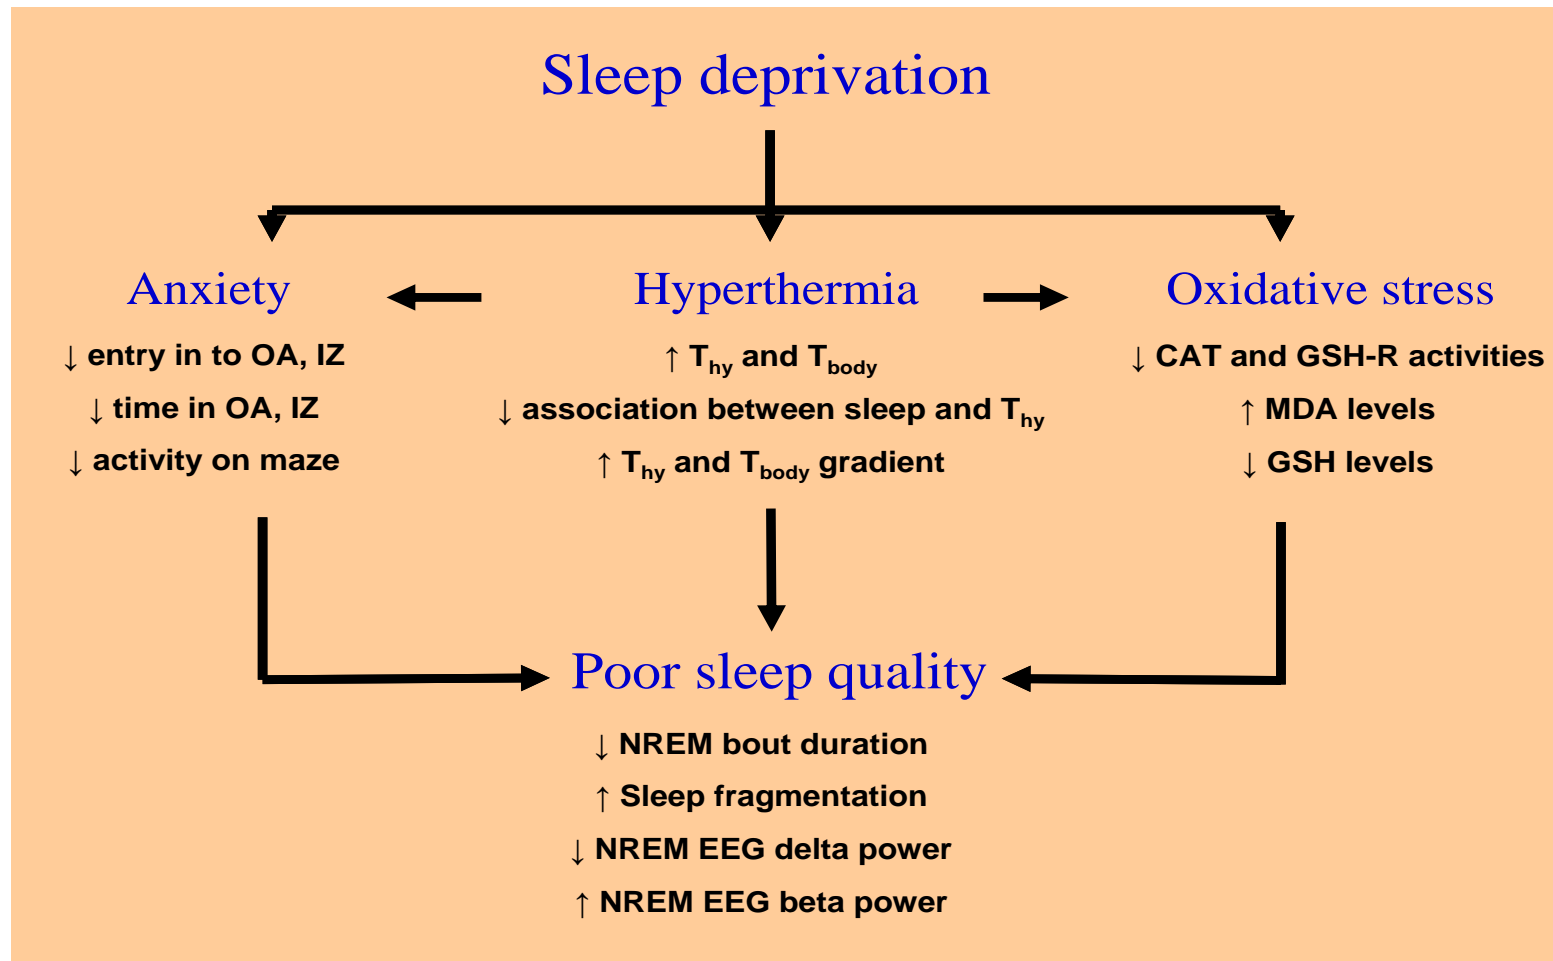 Sleep deprivation
Anxiety
↓ entry in to OA, IZ
↓ time in OA, IZ
↓ activity on maze
Hyperthermia
↑ Thy and Tbody
↓ association between sleep and Thy
↑ Thy and Tbody gradient
Oxidative stress
↓ CAT and GSH-R activities
↑ MDA levels
↓ GSH levels
Poor sleep quality
↓ NREM bout duration
↑ Sleep fragmentation
↓ NREM EEG delta power
↑ NREM EEG beta power